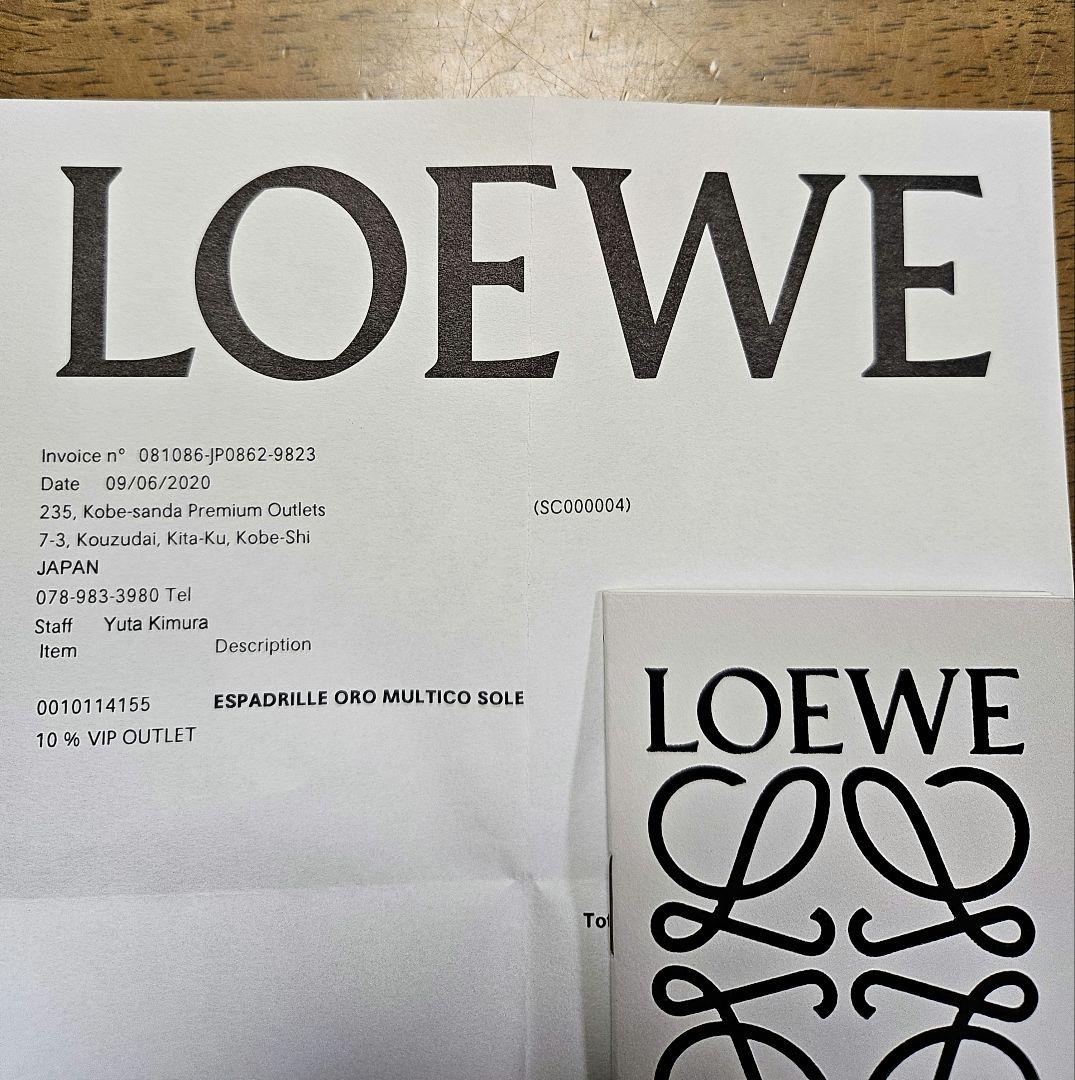 LOEWE
Invoice n° 081086-JP0862-9823
Date 09/06/2020
235, Kobe-sanda Premium Outlets (SC000004)
7-3, Kouzudai, Kita-Ku, Kobe-Shi
JAPAN
078-983-3980 Tel
Staff Yuta Kimura
Item Description
0010114155 ESPADRILLE ORO MULTICO SOLE
10 % VIP OUTLET
LOEWE